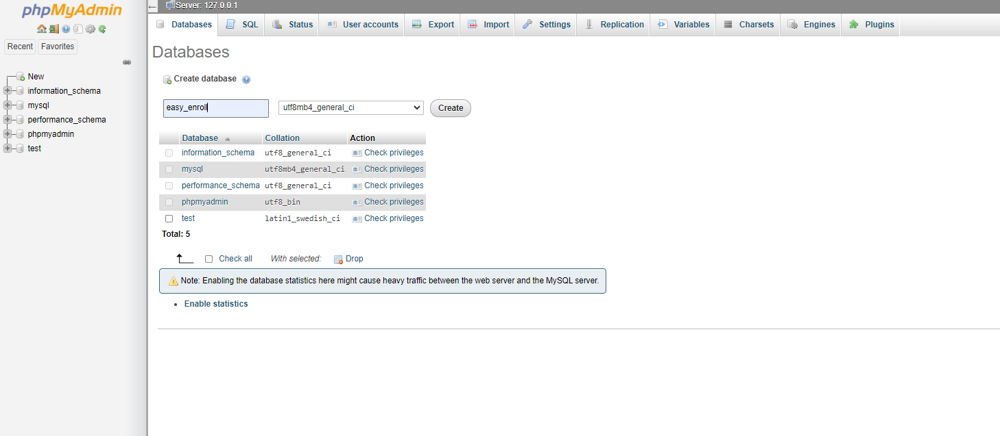 phpMyAdmin
Recent Favorites
New
information_schema
mysql
performance_schema
phpmyadmin
test
Server: 127.0.0.1
Databases SQL Status User accounts Export Import Settings Replication Variables Charsets Engines Plugins
Databases
Create database
easy_enroll utf8mb4_general_ci Create
Database Collation Action
information_schema utf8_general_ci Check privileges
mysql utf8mb4_general_ci Check privileges
performance_schema utf8_general_ci Check privileges
phpmyadmin utf8_bin Check privileges
test latin1_swedish_ci Check privileges
Total: 5
Check all With selected: Drop
Note: Enabling the database statistics here might cause heavy traffic between the web server and the MySQL server.
Enable statistics